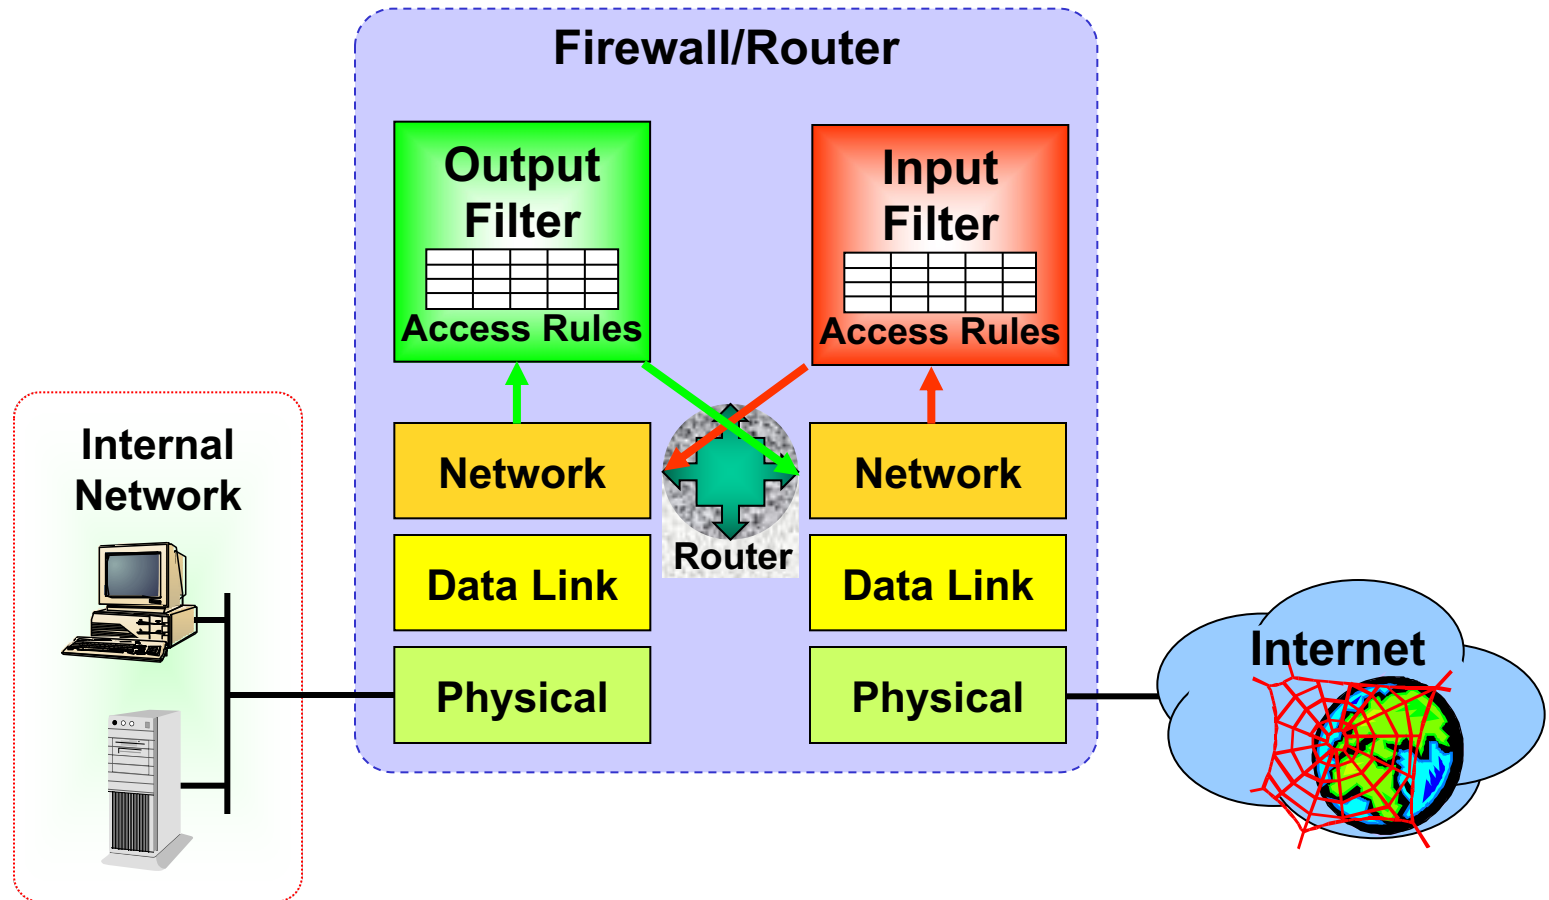 Firewall/Router
Output
Filter
Access Rules
Input
Filter
Access Rules
Internal
Network
Network
Data Link
Physical
Router
Network
Data Link
Physical
Internet